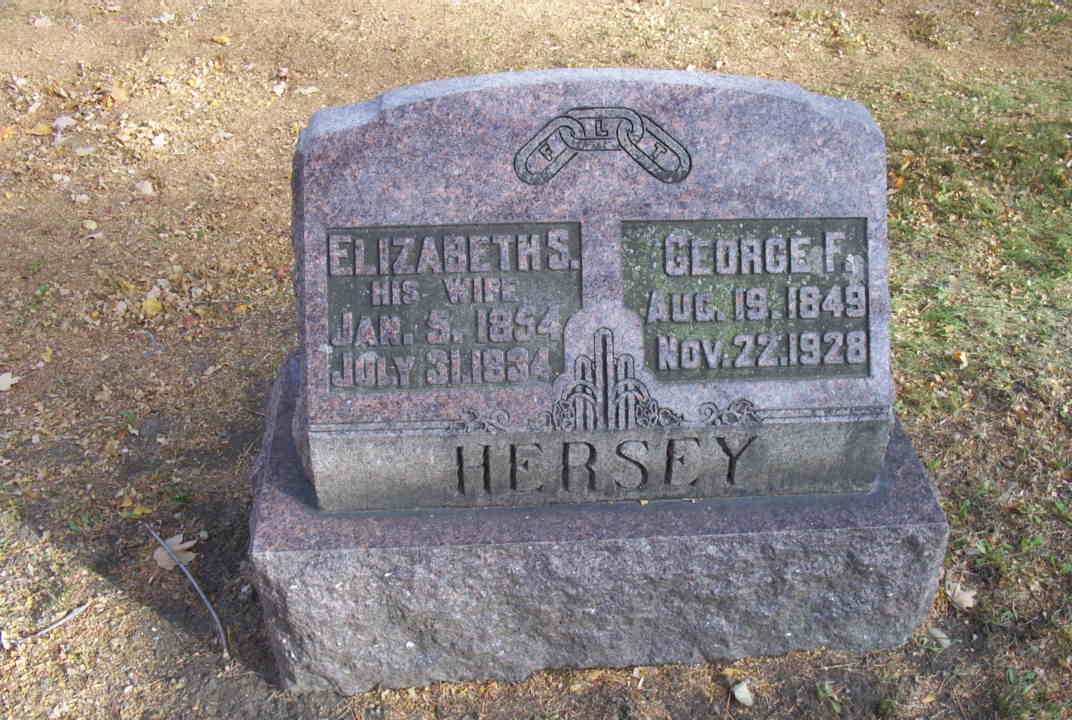 F L T
ELIZABETH S.
HIS WIFE
JAN. 5. 1854
JULY 31. 1934
GEORGE F.
AUG. 19. 1849
NOV. 22. 1928
HERSEY